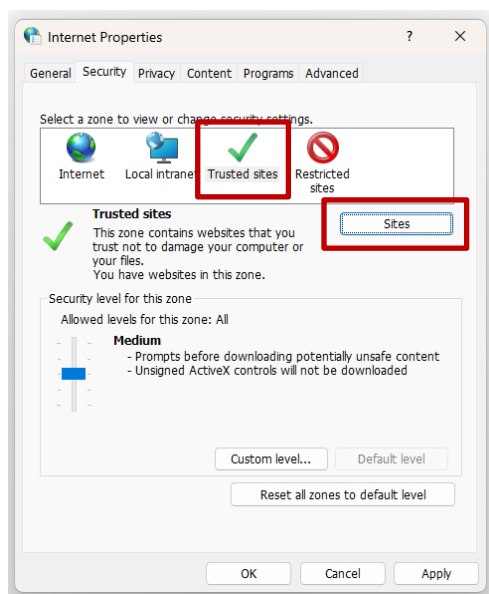 Internet Properties
?
General Security Privacy Content Programs Advanced
Select a zone to view or change security settings.
Internet Local intranet Trusted sites Restricted
sites
Trusted sites
Sites
This zone contains websites that you
trust not to damage your computer or
your files.
You have websites in this zone.
Security level for this zone
Allowed levels for this zone: All
Medium
- Prompts before downloading potentially unsafe content
- Unsigned ActiveX controls will not be downloaded
Custom level... Default level
Reset all zones to default level
OK Cancel Apply